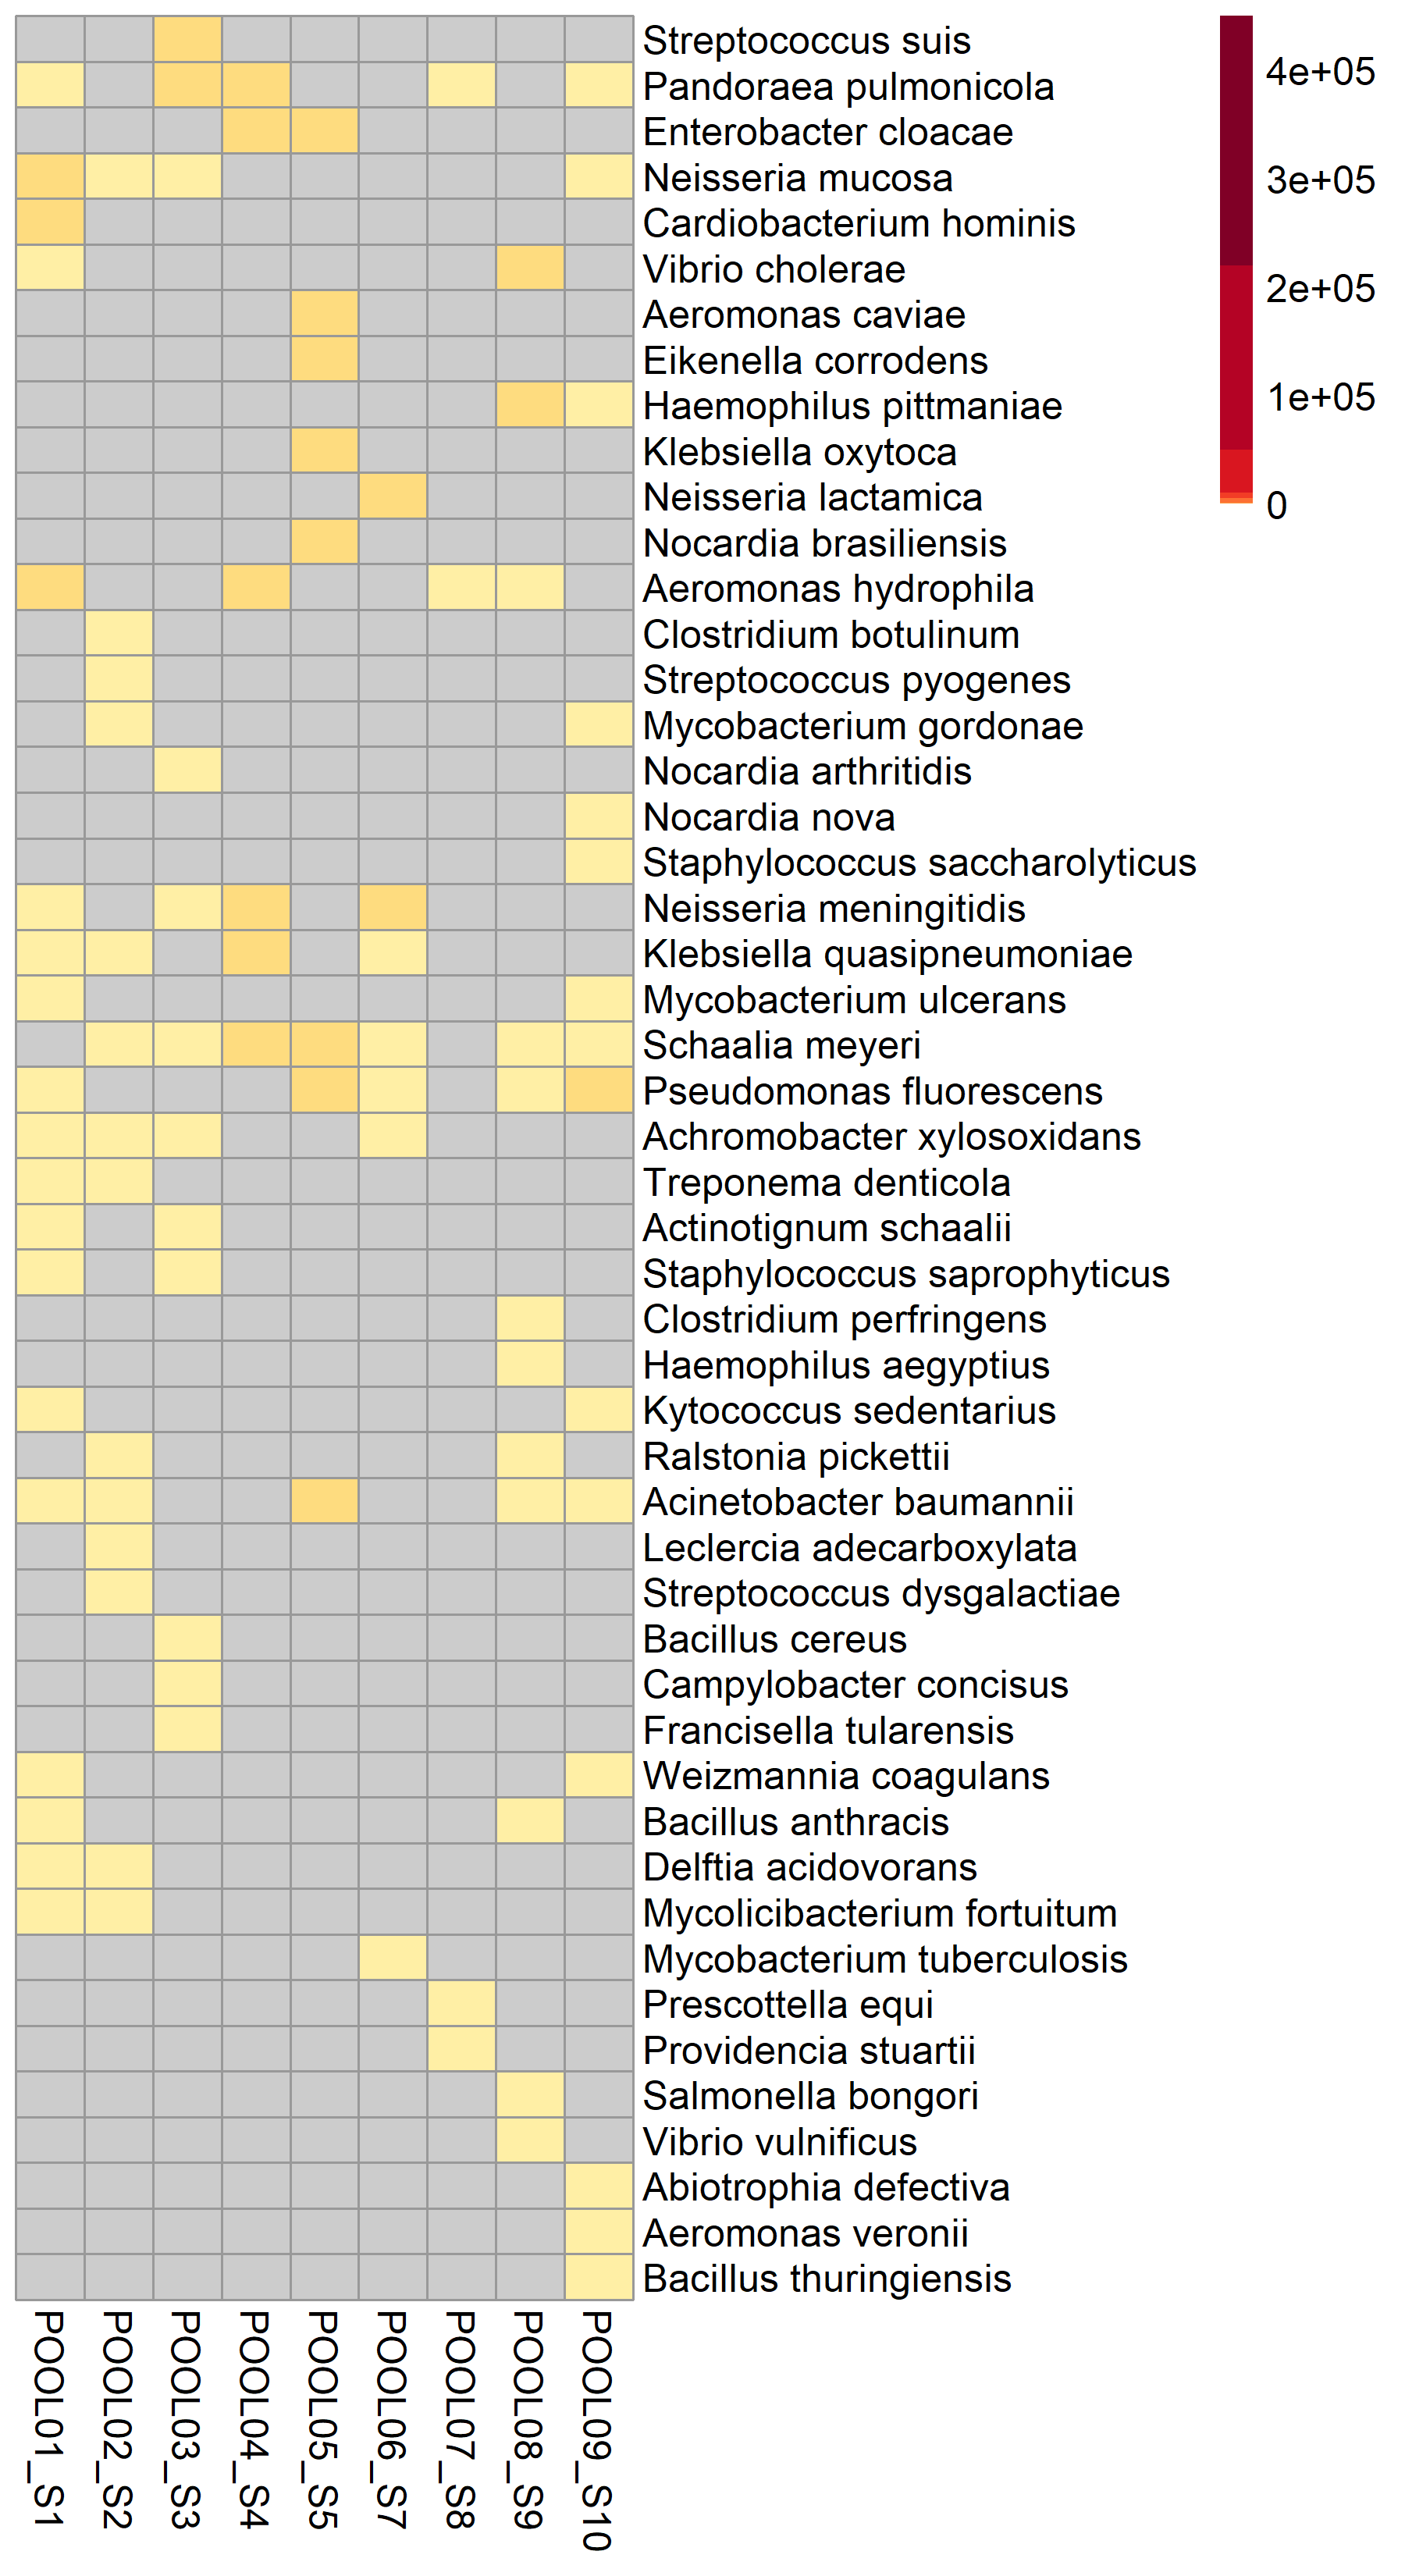 Streptococcus suis
Pandoraea pulmonicola
Enterobacter cloacae
Neisseria mucosa
Cardiobacterium hominis
Vibrio cholerae
Aeromonas caviae
Eikenella corrodens
Haemophilus pittmaniae
Klebsiella oxytoca
Neisseria lactamica
Nocardia brasiliensis
Aeromonas hydrophila
Clostridium botulinum
Streptococcus pyogenes
Mycobacterium gordonae
Nocardia arthritidis
Nocardia nova
Staphylococcus saccharolyticus
Neisseria meningitidis
Klebsiella quasipneumoniae
Mycobacterium ulcerans
Schaalia meyeri
Pseudomonas fluorescens
Achromobacter xylosoxidans
Treponema denticola
Actinotignum schaalii
Staphylococcus saprophyticus
Clostridium perfringens
Haemophilus aegyptius
Kytococcus sedentarius
Ralstonia pickettii
Acinetobacter baumannii
Leclercia adecarboxylata
Streptococcus dysgalactiae
Bacillus cereus
Campylobacter concisus
Francisella tularensis
Weizmannia coagulans
Bacillus anthracis
Delftia acidovorans
Mycolicibacterium fortuitum
Mycobacterium tuberculosis
Prescottella equi
Providencia stuartii
Salmonella bongori
Vibrio vulnificus
Abiotrophia defectiva
Aeromonas veronii
Bacillus thuringiensis
POOL01_S1
POOL02_S2
POOL03_S3
POOL04_S4
POOL05_S5
POOL06_S7
POOL07_S8
POOL08_S9
POOL09_S10
4e+05
3e+05
2e+05
1e+05
0